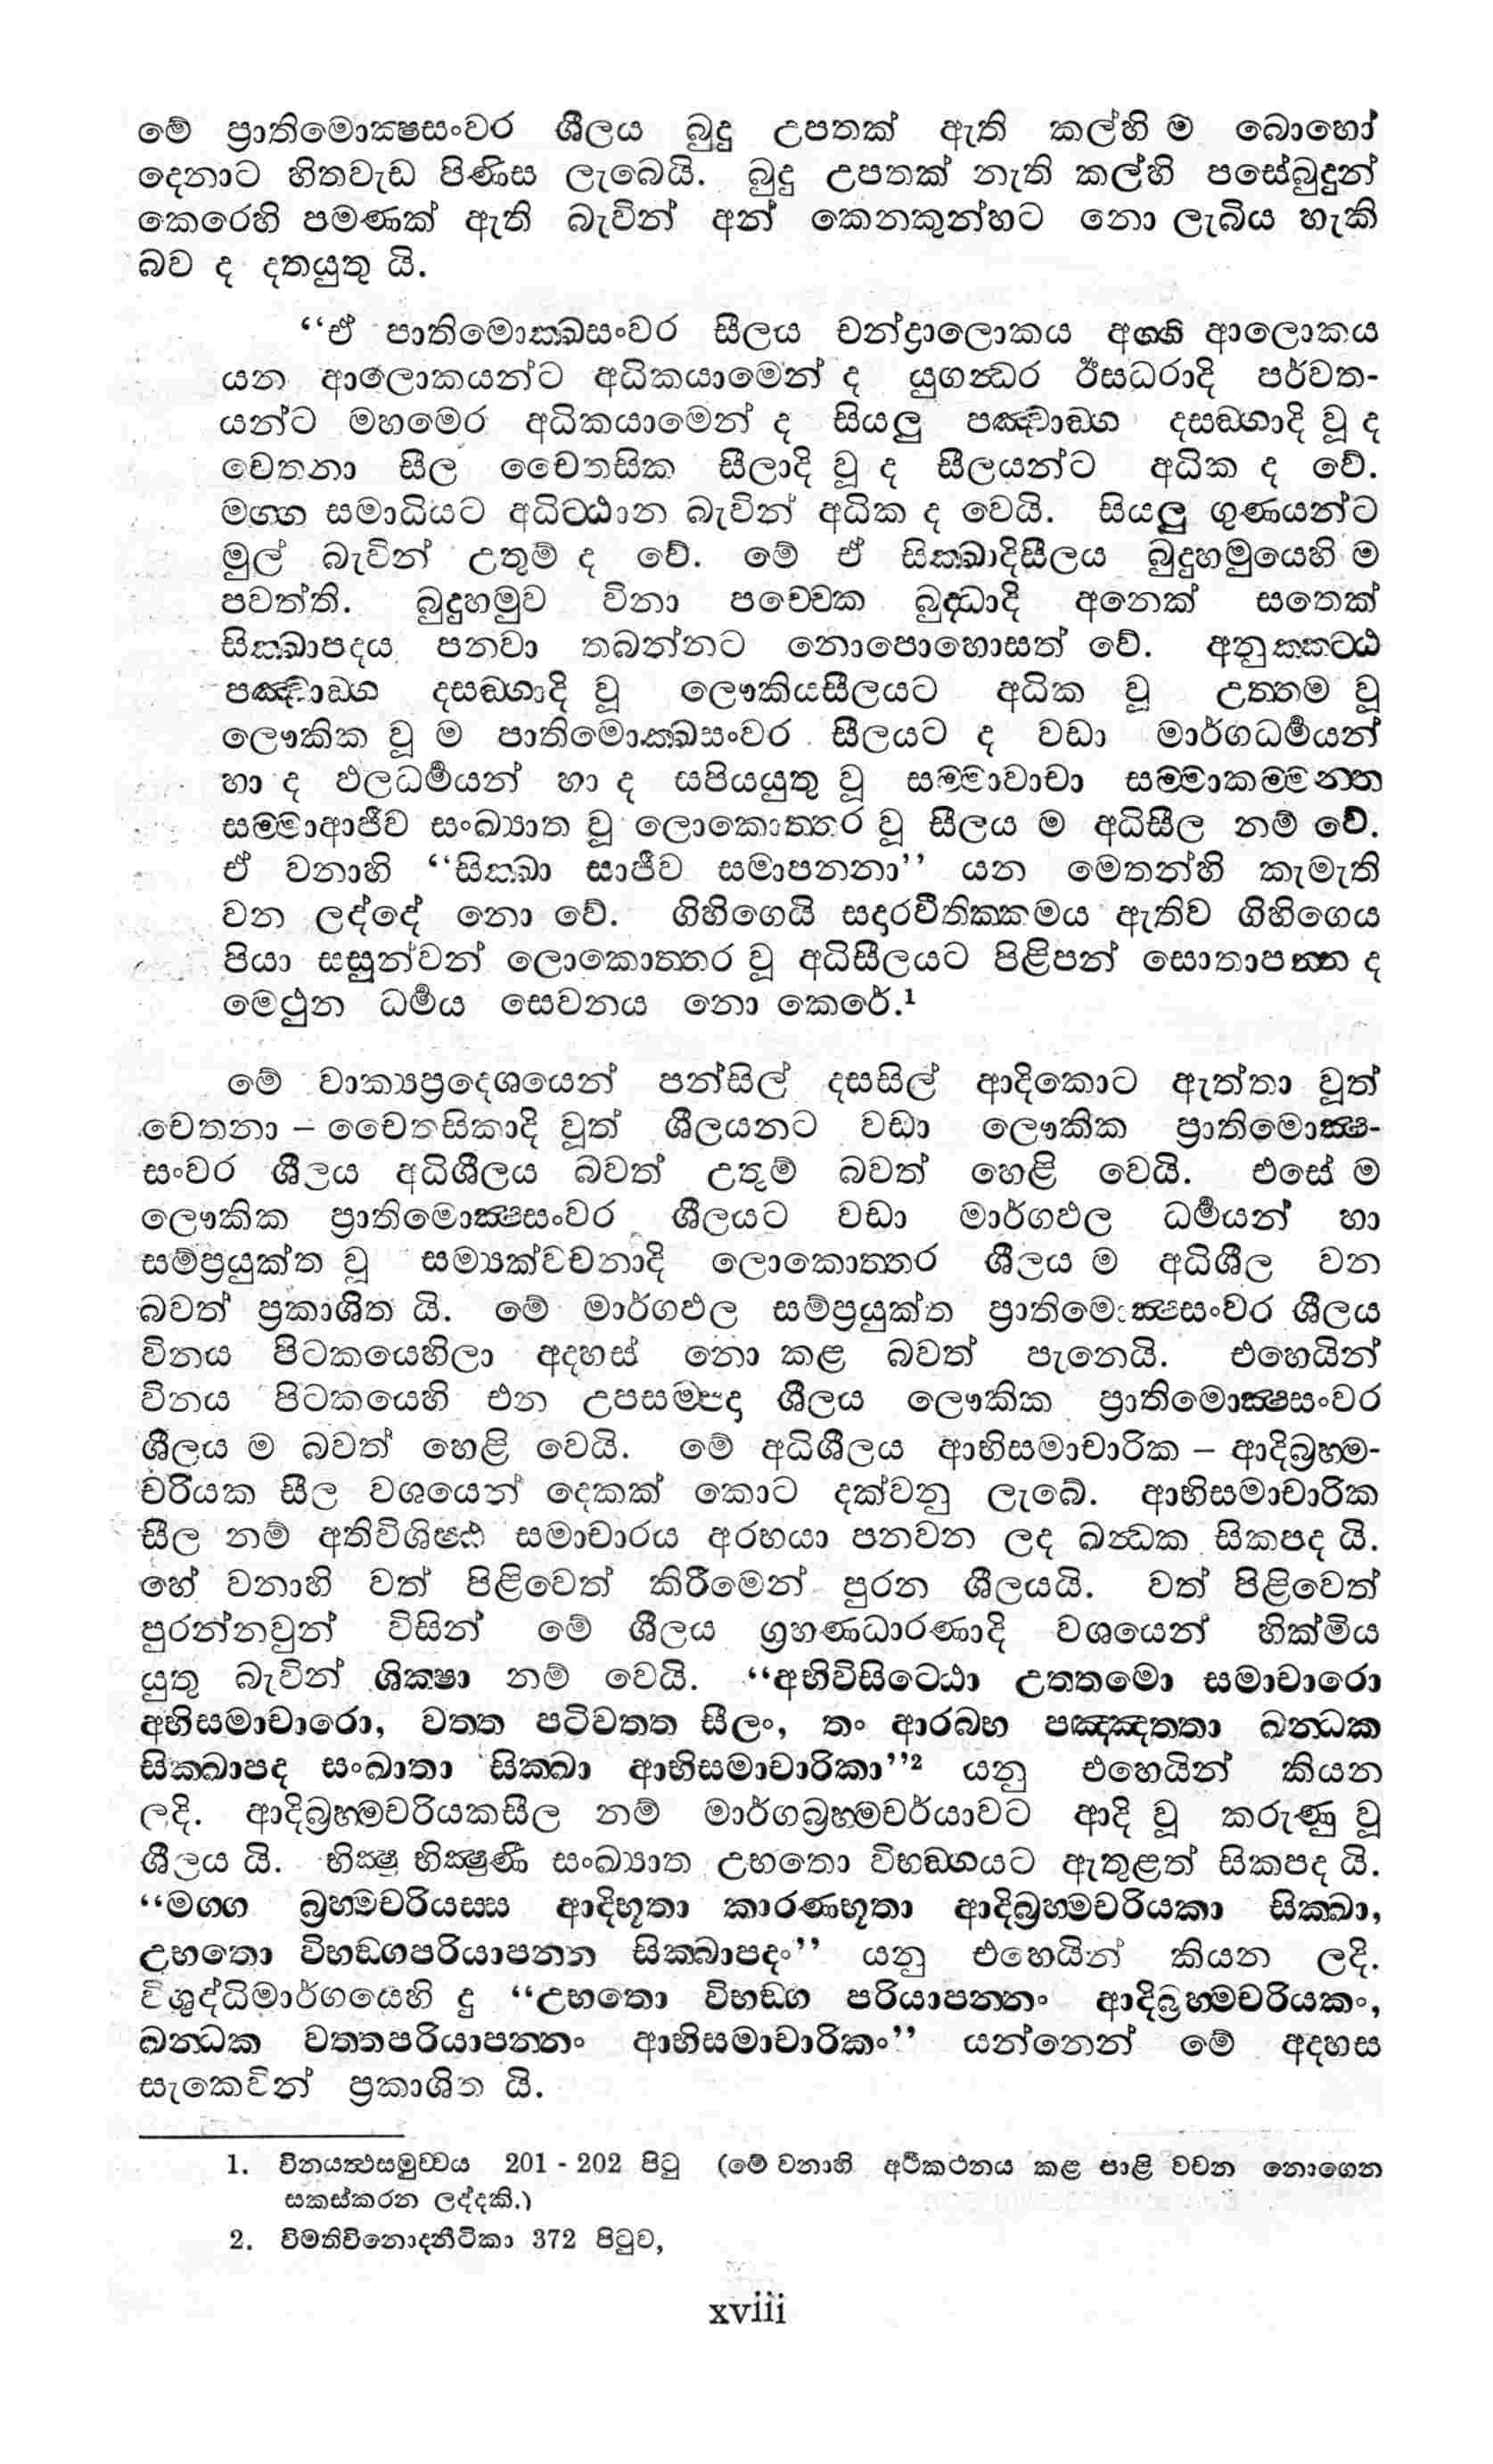 මේ ප්‍රාතිමොක්‍ෂසංවර ශීලය බුදු උපතක් ඇති කල්හි ම බොහෝ
දෙනාට හිතවැඩ පිණිස ලැබෙයි. බුදු උපතක් නැති කල්හි පසේබුදුන්
කෙරෙහි පමණක් ඇති බැවින් අන් කෙනකුන්හට නො ලැබිය හැකි
බව ද දතයුතු යි.
‘‘ඒ පාතිමොක්ඛසංවර සීලය චන්ද්‍රාලොකය අග්ගි ආලොකය
යන ආලොකයන්ට අධිකයාමෙන් ද යුගන්‍ධර ඊසධරාදි පර්වත-
යන්ට මහමෙර අධිකයාමෙන් ද සියලු පඤ්චාඞ්ග දසඞ්ගාදි වූ ද
චෙතනා සීල චෛතසික සීලාදි වූ ද සීලයන්ට අධික ද වේ.
මග්ග සමාධියට අධිට්ඨාන බැවින් අධික ද වෙයි. සියලු ගුණයන්ට
මුල් බැවින් උතුම් ද වේ. මේ ඒ සික්ඛාදිසීලය බුදුහමුයෙහි ම
පවත්ති. බුදුහමුව විනා පච්චෙක බුද්ධාදි අනෙක් සතෙක්
සික්ඛාපදය පනවා තබන්නට නොපොහොසත් වේ. අනුක්කට්ඨ
පඤ්චාඞ්ග දසඞ්ගාදි වූ ලෞකියසීලයට අධික වූ උත්තම වූ
ලෞකික වූ ම පාතිමොක්ඛසංවර සීලයට ද වඩා මාර්ගධර්‍මයන්
හා ද ඵලධර්‍මයන් හා ද සපියයුතු වූ සම්මාවාචා සම්මාකම්මන්ත
සම්මාආජීව සංඛ්‍යාත වූ ලොකොත්තර වූ සීලය ම අධිසීල නම් වේ.
ඒ වනාහි ‘‘සික්ඛා සාජීව සමාපන්නා’’ යන මෙතන්හි කැමැති
වන ලද්දේ නො වේ. ගිහිගෙයි සදාරවීතික්කමය ඇතිව ගිහිගෙය
පියා සසුන්වන් ලොකොත්තර වූ අධිසීලයට පිළිපන් සොතාපන්න ද
මෙථුන ධර්‍මය සෙවනය නො කෙරේ.¹
මේ වාක්‍යප්‍රදෙශයෙන් පන්සිල් දසසිල් ආදිකොට ඇත්තා වූත්
චෙතනා – චෛතසිකාදි වූත් ශීලයනට වඩා ලෞකික ප්‍රාතිමොක්‍ෂ-
සංවර ශීලය අධිශීලය බවත් උතුම් බවත් හෙළි වෙයි. එසේ ම
ලෞකික ප්‍රාතිමොක්‍ෂසංවර ශීලයට වඩා මාර්ගඵල ධර්‍මයන් හා
සම්ප්‍රයුක්ත වූ සම්‍යක්වචනාදි ලොකොත්තර ශීලය ම අධිශීල වන
බවත් ප්‍රකාශිත යි. මේ මාර්ගඵල සම්ප්‍රයුක්ත ප්‍රාතිමොක්‍ෂසංවර ශීලය
විනය පිටකයෙහිලා අදහස් නො කළ බවත් පැනෙයි. එහෙයින්
විනය පිටකයෙහි එන උපසම්පදා ශීලය ලෞකික ප්‍රාතිමොක්‍ෂසංවර
ශීලය ම බවත් හෙළි වෙයි. මේ අධිශීලය ආභිසමාචාරික – ආදිබ්‍රහ්ම-
චරියක සීල වශයෙන් දෙකක් කොට දක්වනු ලැබේ. ආභිසමාචාරික
සීල නම් අතිවිශිෂ්ට සමාචාරය අරභයා පනවන ලද ඛන්‍ධක සිකපද යි.
හේ වනාහි වත් පිළිවෙත් කිරීමෙන් පුරන ශීලයයි. වත් පිළිවෙත්
පුරන්නවුන් විසින් මේ ශීලය ග්‍රහණධාරණාදි වශයෙන් හික්මිය
යුතු බැවින් ශික්‍ෂා නම් වෙයි. ‘‘අභිවිසිට්ඨො උත්තමො සමාචාරො
අභිසමාචාරො, වත්ත පටිවත්ත සීලං, තං ආරබ්භ පඤ්ඤත්තා ඛන්ධක
සික්ඛාපද සංඛාතා සික්ඛා ආභිසමාචාරිකා’’² යනු එහෙයින් කියන
ලදි. ආදිබ්‍රහ්මචරියකසීල නම් මාර්ගබ්‍රහ්මචර්යාවට ආදි වූ කරුණු වූ
ශීලය යි. භික්‍ෂු භික්‍ෂුණී සංඛ්‍යාත උභතො විභඞ්ගයට ඇතුළත් සිකපද යි.
‘‘මග්ග බ්‍රහ්මචරියස්ස ආදිභූතා කාරණභූතා ආදිබ්‍රහ්මචරියකා සික්ඛා,
උභතො විභඞ්ගපරියාපන්න සික්ඛාපදං’’ යනු එහෙයින් කියන ලදි.
විශුද්ධිමාර්ගයෙහි දු ‘‘උභතො විභඞ්ග පරියාපන්නං ආදිබ්‍රහ්මචරියකං,
ඛන්ධක වත්තපරියාපන්නං ආභිසමාචාරිකං’’ යන්නෙන් මේ අදහස
සැකෙවින් ප්‍රකාශිත යි.
1. විනයත්‍ථසමුච්චය 201 - 202 පිටු (මේ වනාහි අර්‍ථකථනය කළ පාළි වචන නොගෙන
සකස්කරන ලද්දකි.)
2. විමතිවිනොදනීටීකා 372 පිටුව,
xviii